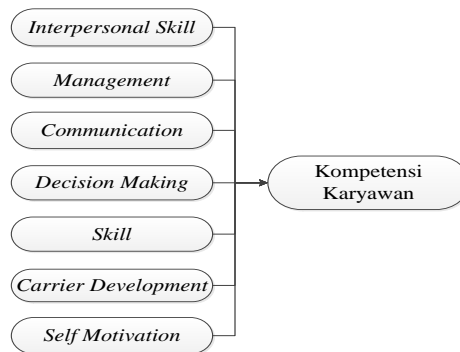 Interpersonal Skill
Management
Communication
Decision Making
Skill
Carrier Development
Self Motivation
Kompetensi
Karyawan